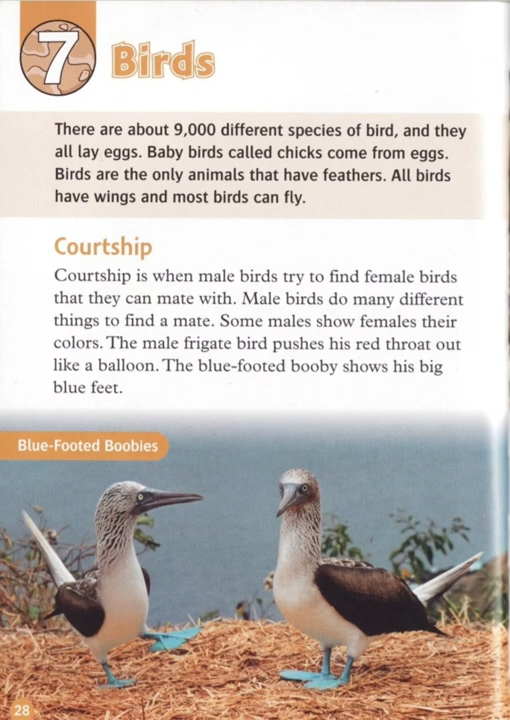 7 Birds
There are about 9,000 different species of bird, and they
all lay eggs. Baby birds called chicks come from eggs.
Birds are the only animals that have feathers. All birds
have wings and most birds can fly.
Courtship
Courtship is when male birds try to find female birds
that they can mate with. Male birds do many different
things to find a mate. Some males show females their
colors. The male frigate bird pushes his red throat out
like a balloon. The blue-footed booby shows his big
blue feet.
Blue-Footed Boobies
28